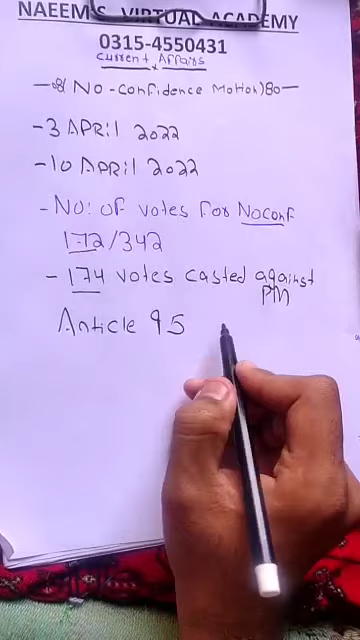 NAEEM'S VIRTUAL ACADEMY
0315-4550431
Current Affairs
No-confidence Motion
- 3 APRIL 2022
- 10 APRIL 2022
- No: of votes for Noconf
172/342
- 174 votes casted against
PM
Article 95